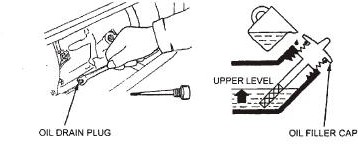 UPPER LEVEL
OIL DRAIN PLUG
OIL FILLER CAP